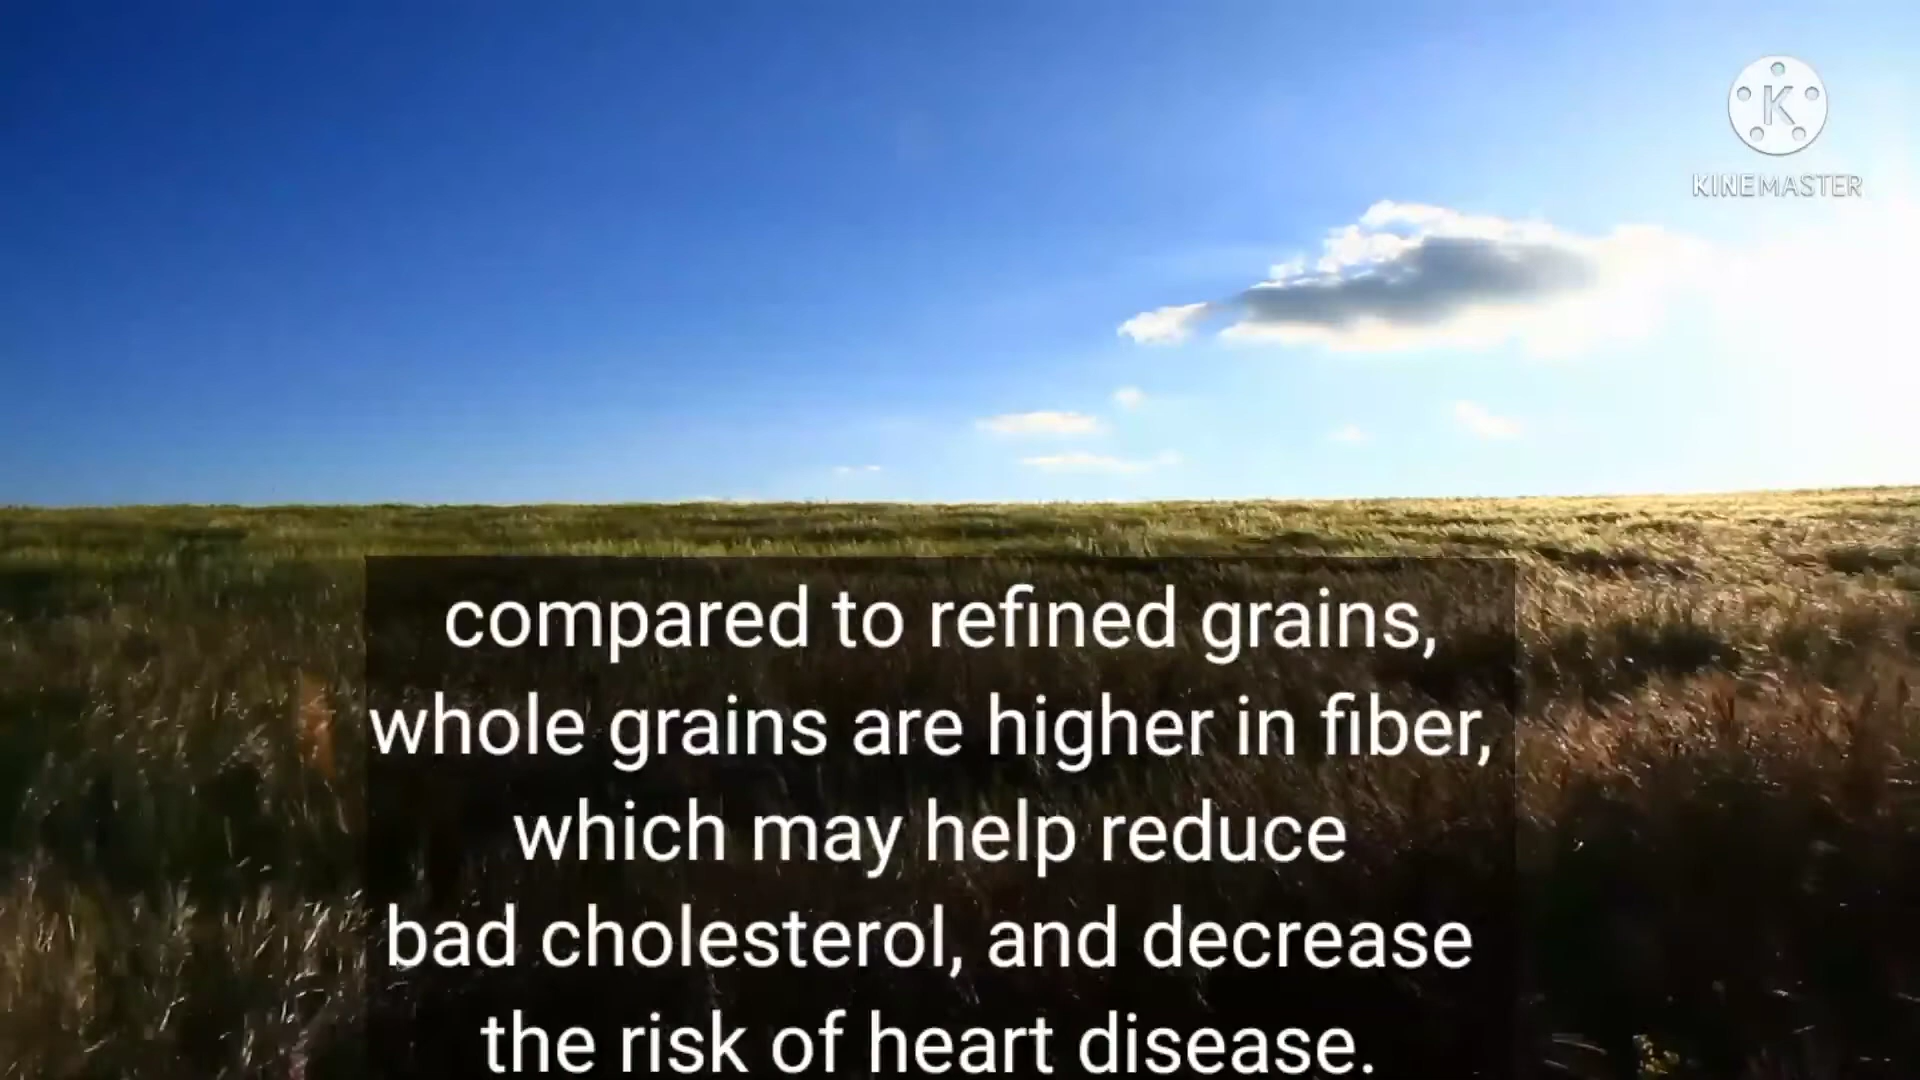 K
KINEMASTER
compared to refined grains,
whole grains are higher in fiber,
which may help reduce
bad cholesterol, and decrease
the risk of heart disease.